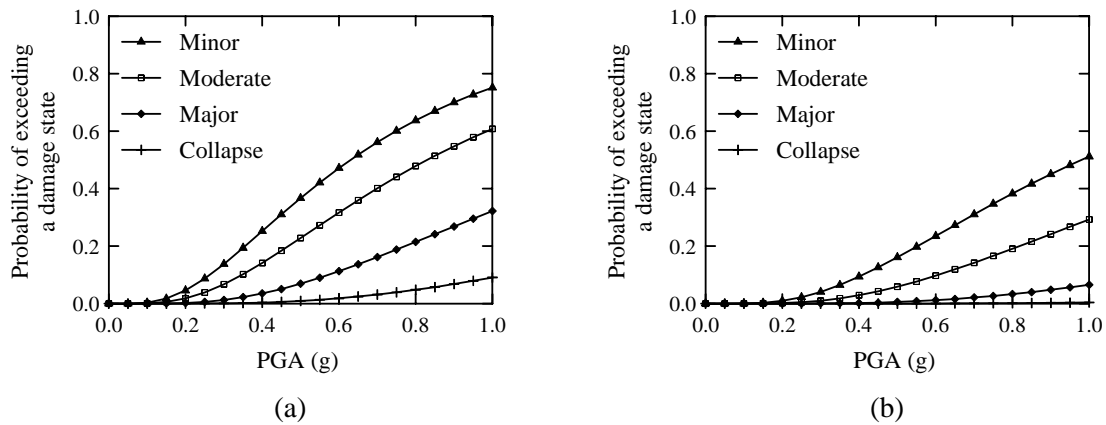 Probability of exceeding
a damage state
1.0
0.8
0.6
0.4
0.2
0.0
Minor
Moderate
Major
Collapse
0.0 0.2 0.4 0.6 0.8 1.0
PGA (g)
(a)
Probability of exceeding
a damage state
1.0
0.8
0.6
0.4
0.2
0.0
Minor
Moderate
Major
Collapse
0.0 0.2 0.4 0.6 0.8 1.0
PGA (g)
(b)